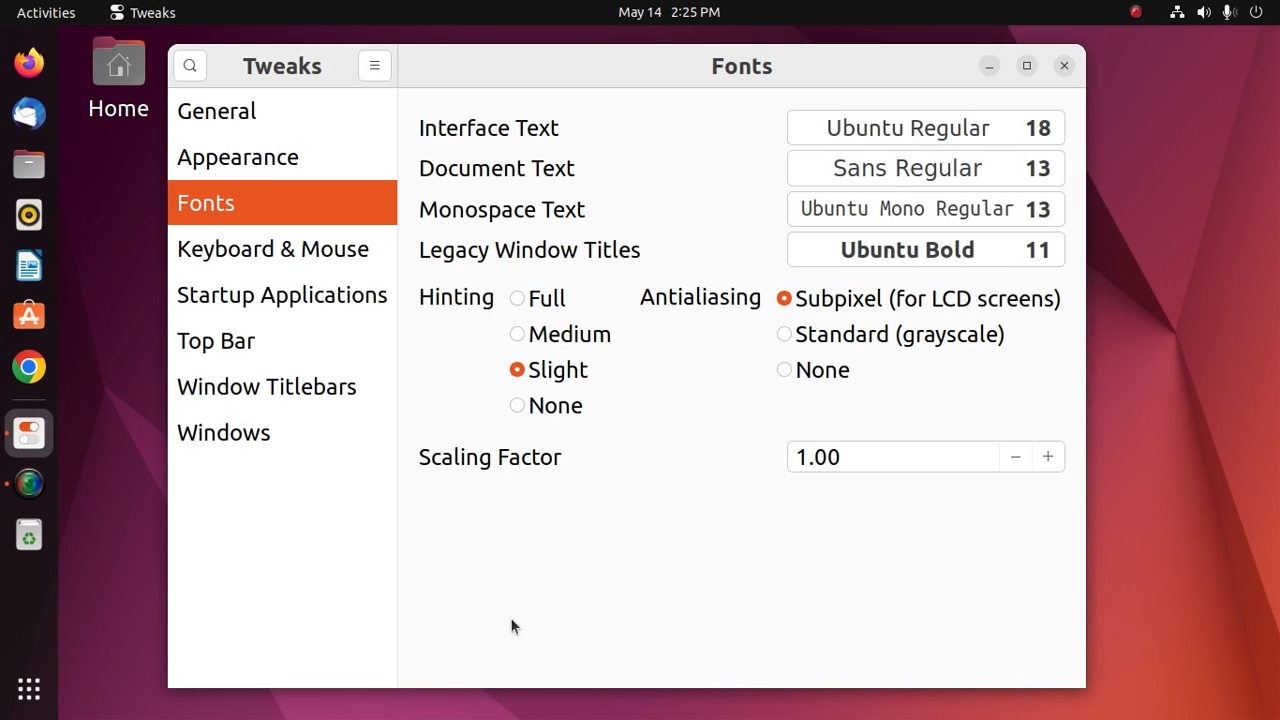 Activities Tweaks May 14 2:25 PM
Home
Tweaks
Fonts
General
Appearance
Fonts
Keyboard & Mouse
Startup Applications
Top Bar
Window Titlebars
Windows
Interface Text Ubuntu Regular 18
Document Text Sans Regular 13
Monospace Text Ubuntu Mono Regular 13
Legacy Window Titles Ubuntu Bold 11
Hinting Full Antialiasing Subpixel (for LCD screens)
Medium Standard (grayscale)
Slight None
None
Scaling Factor 1.00 − +